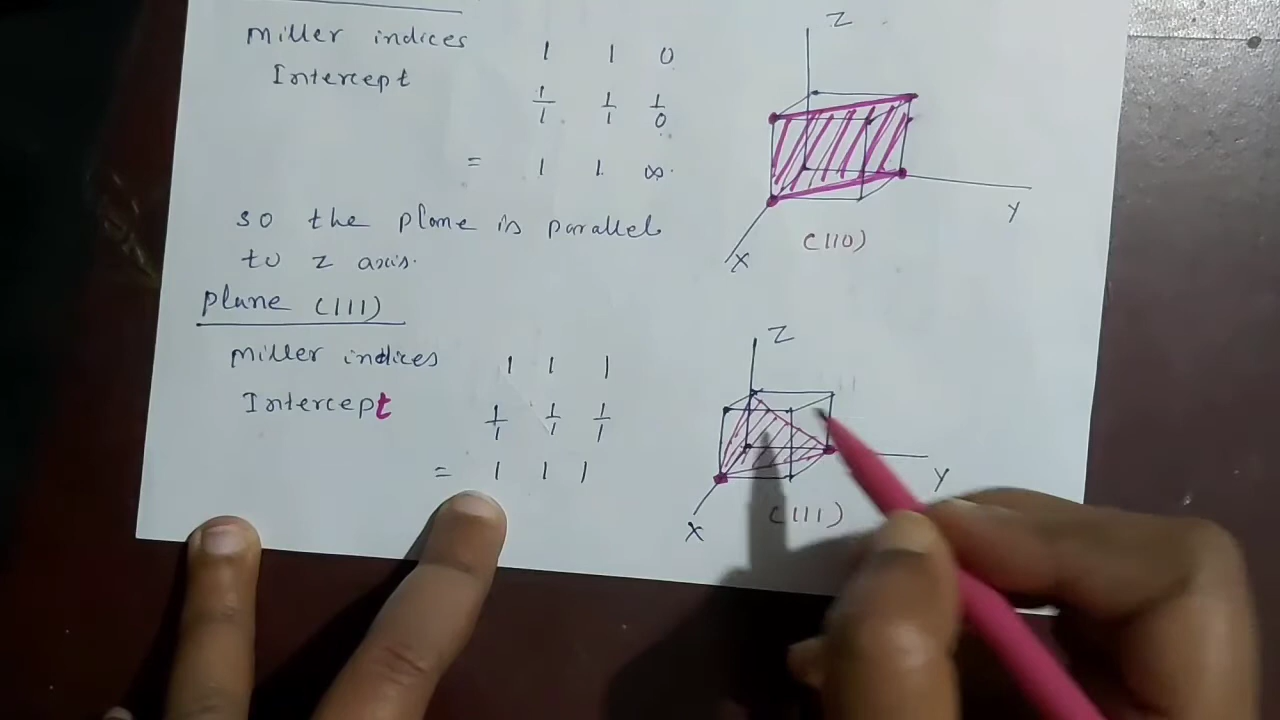 Miller indices 1 1 0
Intercept 1/1 1/1 1/0
= 1 1. ∞.
so the plane is parallel
to z axis.
Z
Y
X
(110)
plane (111)
Miller indices 1 1 1
Intercept 1/1 1/1 1/1
= 1 1 1
Z
Y
X
(111)